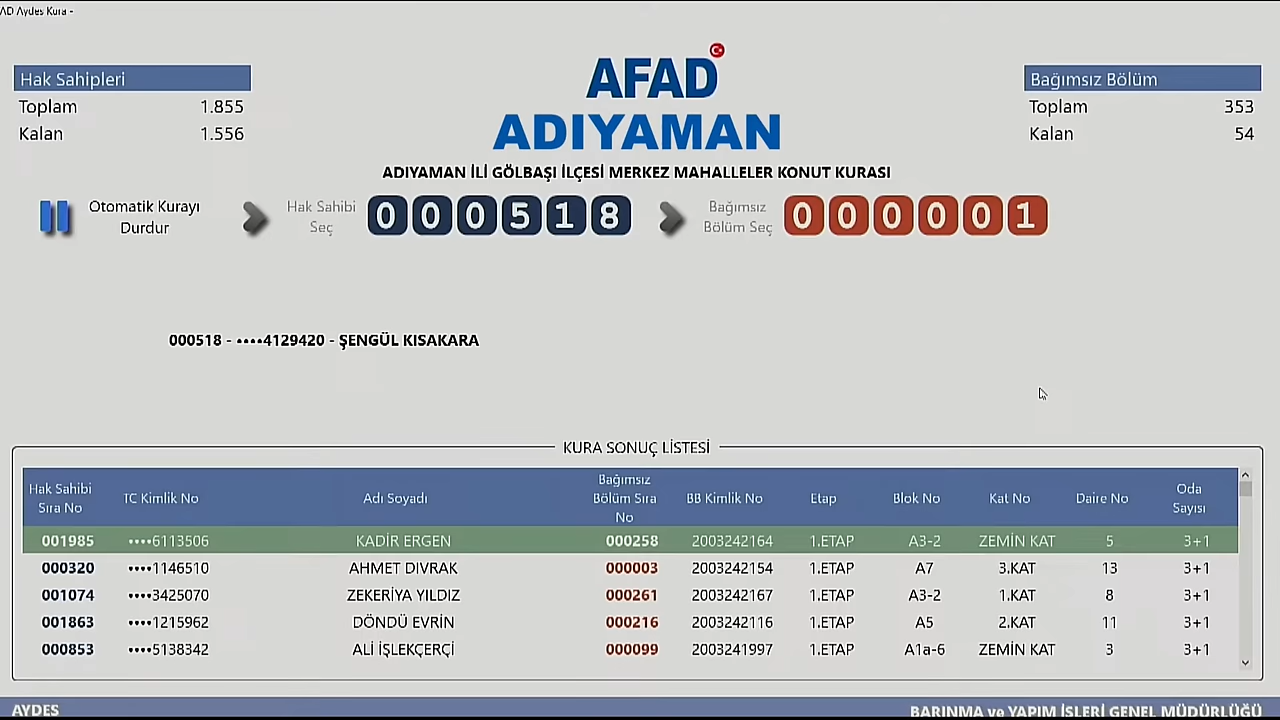 AD Aydes Kura -
Hak Sahipleri
Toplam 1.855
Kalan 1.556
AFAD
ADIYAMAN
Bağımsız Bölüm
Toplam 353
Kalan 54
ADIYAMAN İLİ GÖLBAŞI İLÇESİ MERKEZ MAHALLELER KONUT KURASI
Otomatik Kurayı
Durdur
Hak Sahibi
Seç
000518
Bağımsız
Bölüm Seç
000001
000518 - ••••4129420 - ŞENGÜL KISAKARA
KURA SONUÇ LİSTESİ
Hak Sahibi Sıra No TC Kimlik No Adı Soyadı Bağımsız Bölüm Sıra No BB Kimlik No Etap Blok No Kat No Daire No Oda Sayısı
001985 ••••6113506 KADİR ERGEN 000258 2003242164 1.ETAP A3-2 ZEMİN KAT 5 3+1
000320 ••••1146510 AHMET DIVRAK 000003 2003242154 1.ETAP A7 3.KAT 13 3+1
001074 ••••3425070 ZEKERİYA YILDIZ 000261 2003242167 1.ETAP A3-2 1.KAT 8 3+1
001863 ••••1215962 DÖNDÜ EVRİN 000216 2003242116 1.ETAP A5 2.KAT 11 3+1
000853 ••••5138342 ALİ İŞLEKÇERÇİ 000099 2003241997 1.ETAP A1a-6 ZEMİN KAT 3 3+1
AYDES
BARINMA ve YAPIM İŞLERİ GENEL MÜDÜRLÜĞÜ